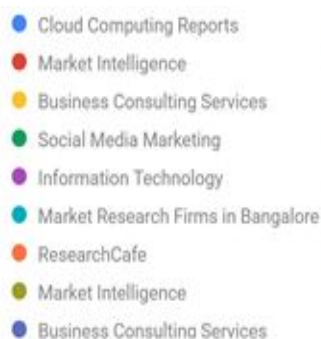 Cloud Computing Reports
Market Intelligence
Business Consulting Services
Social Media Marketing
Information Technology
Market Research Firms in Bangalore
ResearchCafe
Market Intelligence
Business Consulting Services